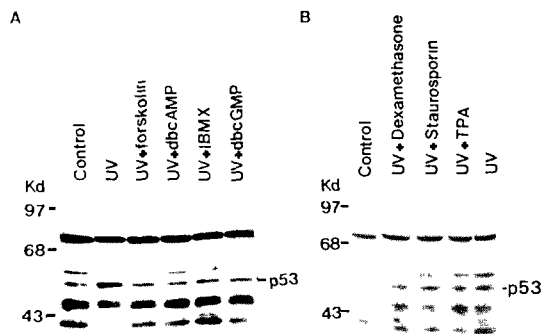 A
Control
UV
UV+forskolin
UV+dbcAMP
UV+IBMX
UV+dbcGMP
Kd
97-
68-
43-
-p53
B
Control
UV+Dexamethasone
UV+Staurosporin
UV+TPA
UV
Kd
97-
68-
43-
-p53